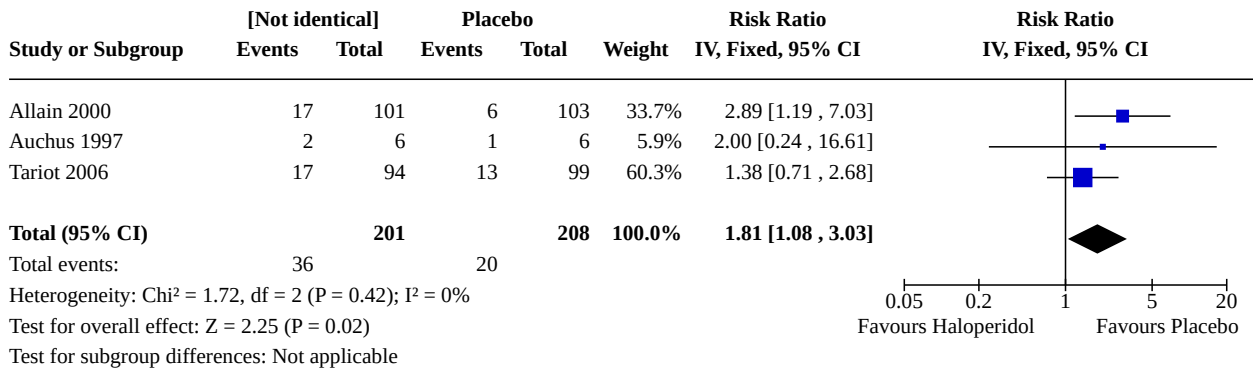 [Not identical] Placebo Risk Ratio Risk Ratio
Study or Subgroup Events Total Events Total Weight IV, Fixed, 95% CI IV, Fixed, 95% CI
Allain 2000 17 101 6 103 33.7% 2.89 [1.19 , 7.03]
Auchus 1997 2 6 1 6 5.9% 2.00 [0.24 , 16.61]
Tariot 2006 17 94 13 99 60.3% 1.38 [0.71 , 2.68]
Total (95% CI) 201 208 100.0% 1.81 [1.08 , 3.03]
Total events: 36 20
Heterogeneity: Chi² = 1.72, df = 2 (P = 0.42); I² = 0%
Test for overall effect: Z = 2.25 (P = 0.02)
Test for subgroup differences: Not applicable
0.05 0.2 1 5 20
Favours Haloperidol Favours Placebo